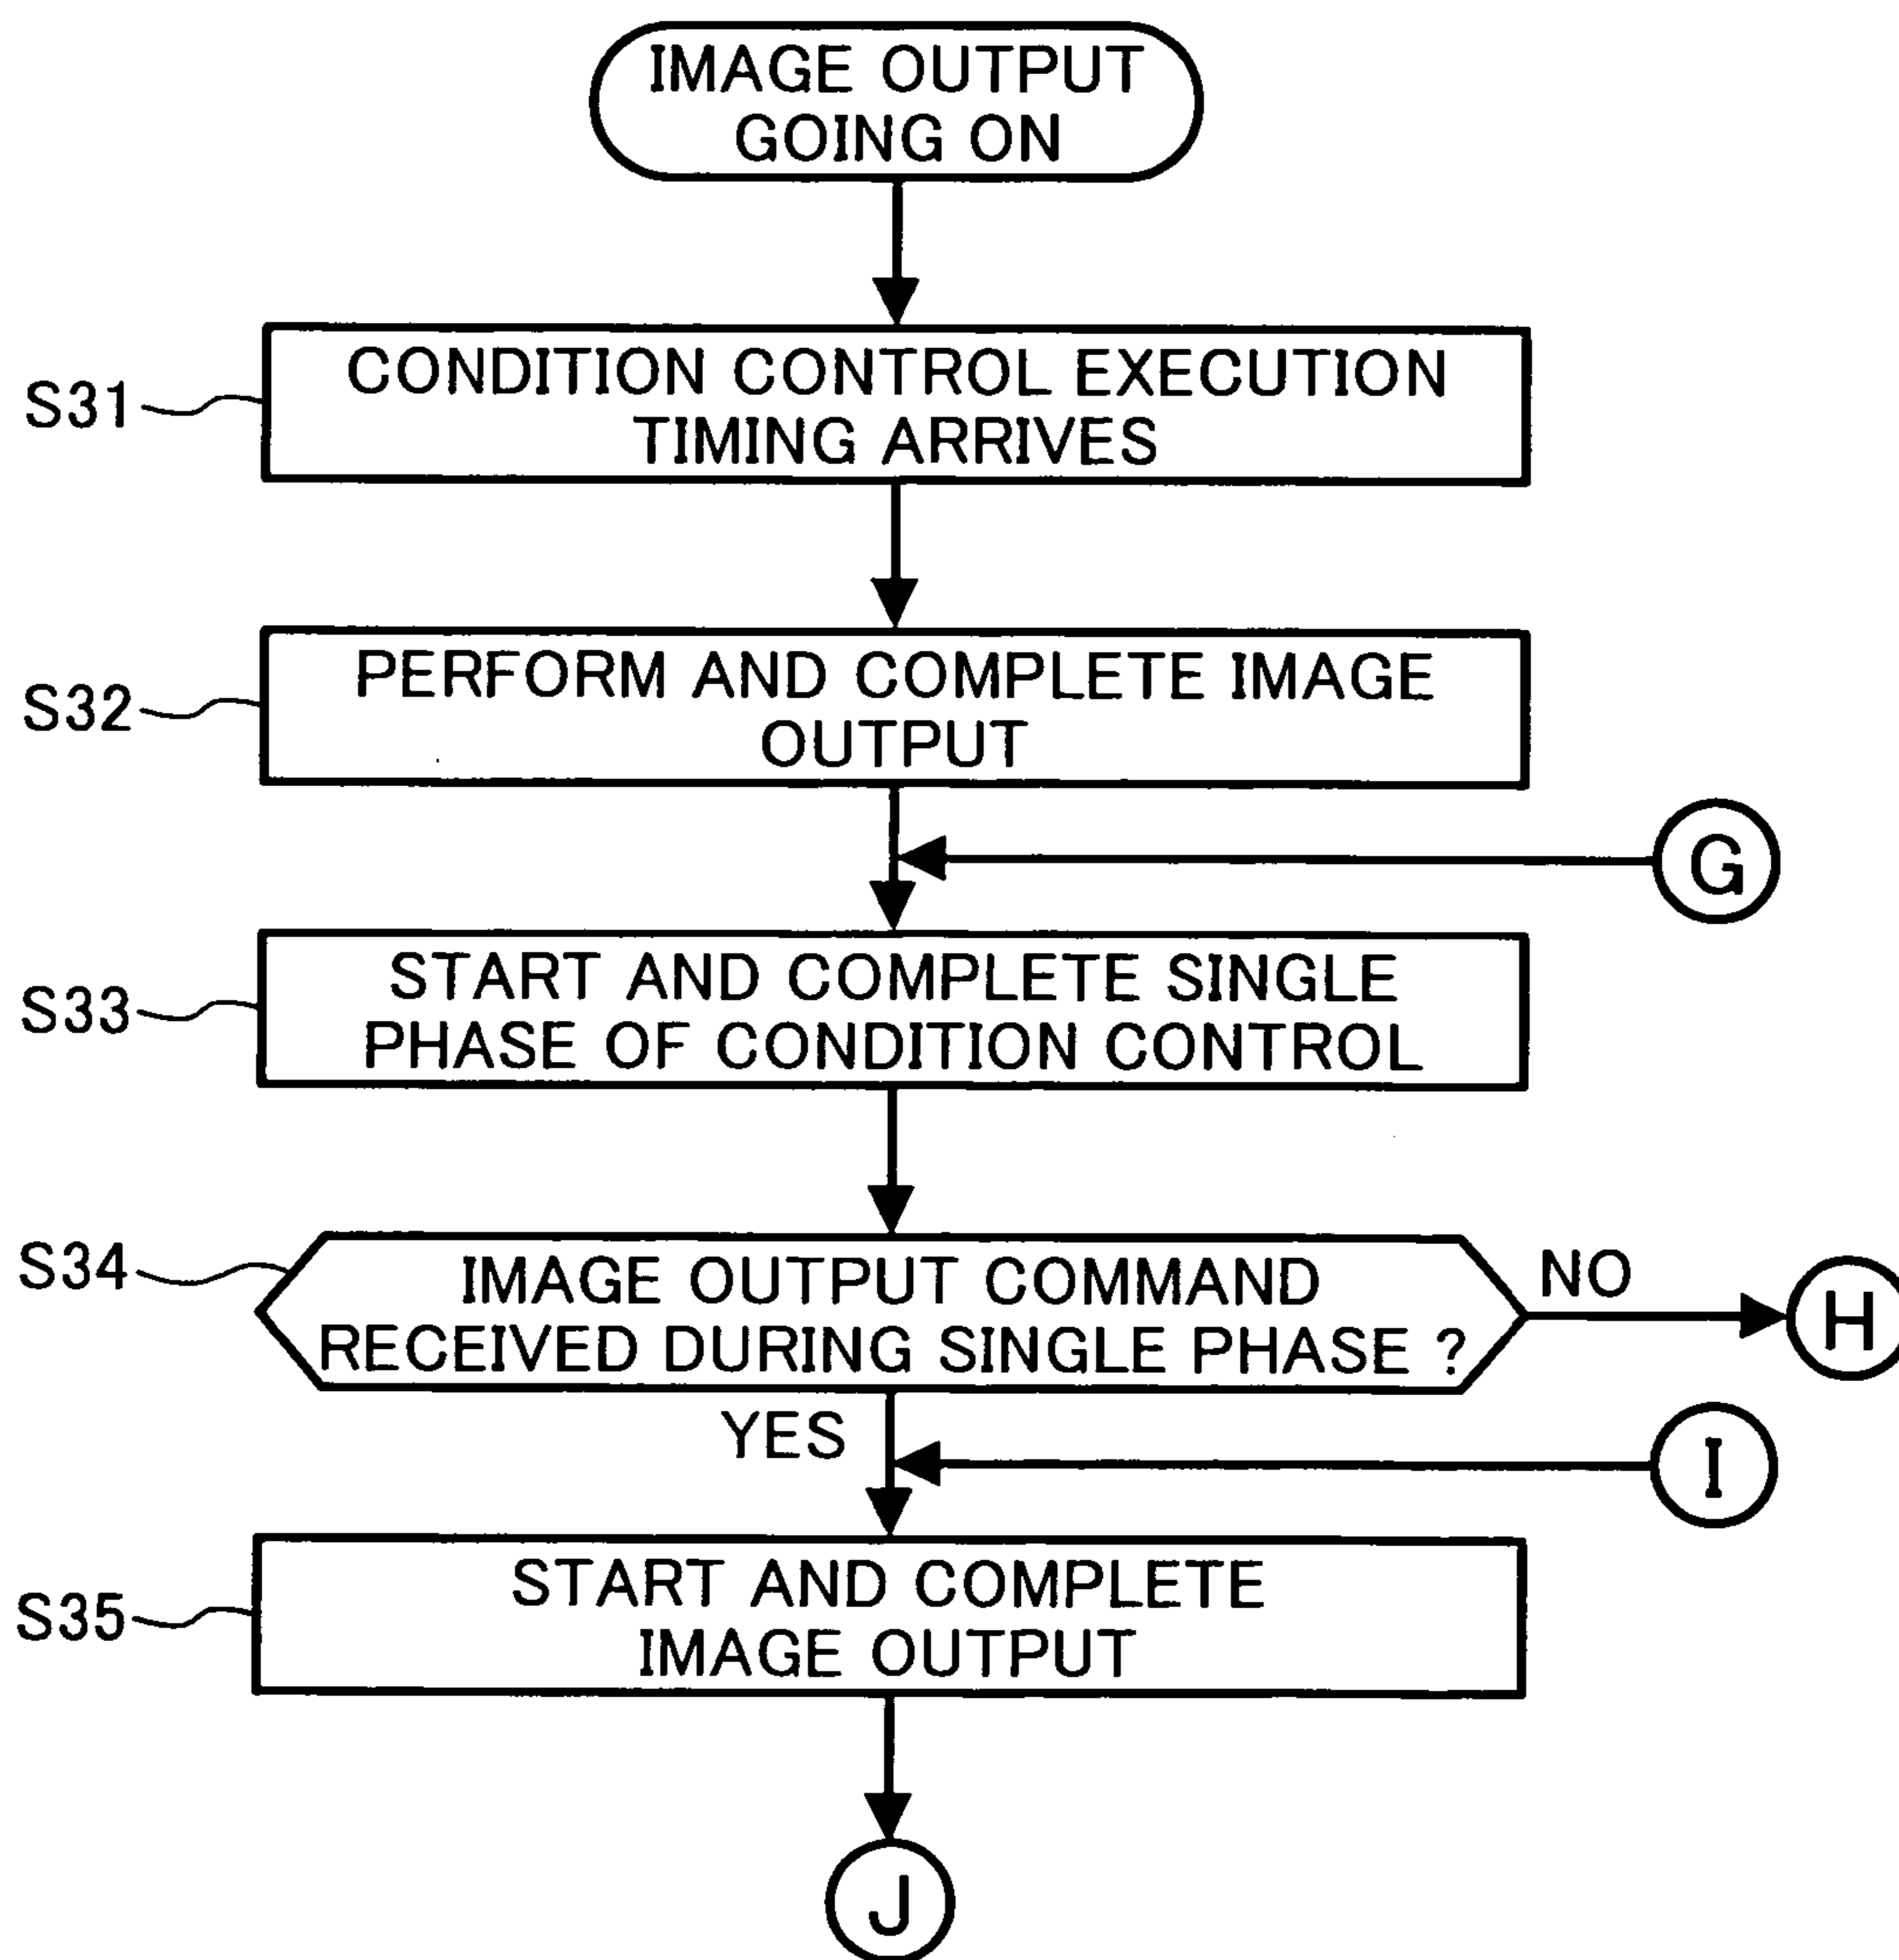 IMAGE OUTPUT
GOING ON
S31
CONDITION CONTROL EXECUTION
TIMING ARRIVES
S32
PERFORM AND COMPLETE IMAGE
OUTPUT
G
S33
START AND COMPLETE SINGLE
PHASE OF CONDITION CONTROL
S34
IMAGE OUTPUT COMMAND
RECEIVED DURING SINGLE PHASE ?
NO
H
YES
I
S35
START AND COMPLETE
IMAGE OUTPUT
J